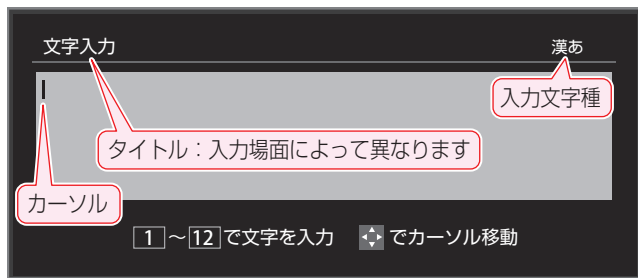 文字入力
漢あ
入力文字種
タイトル：入力場面によって異なります
カーソル
1～12で文字を入力 でカーソル移動